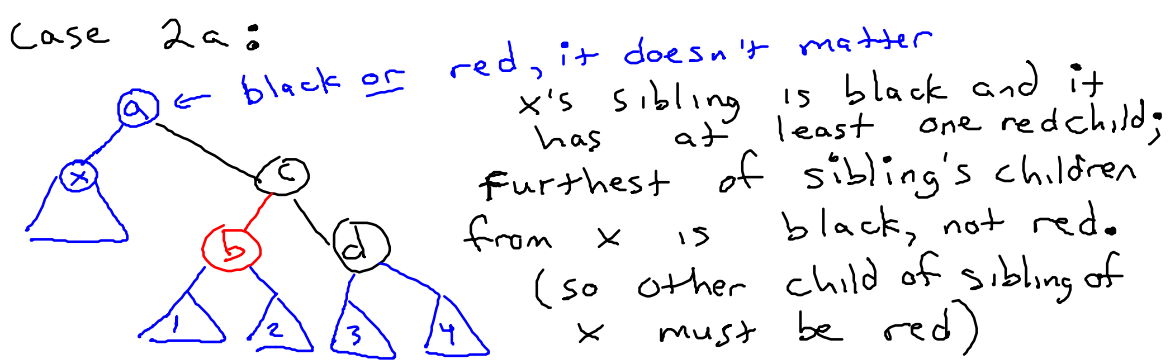 Case 2a:
a ← black or red, it doesn't matter
x's sibling is black and it
has at least one red child;
x c
Furthest of sibling's children
from x is black, not red.
b d
(so other child of sibling of
1 2 3 4
x must be red)